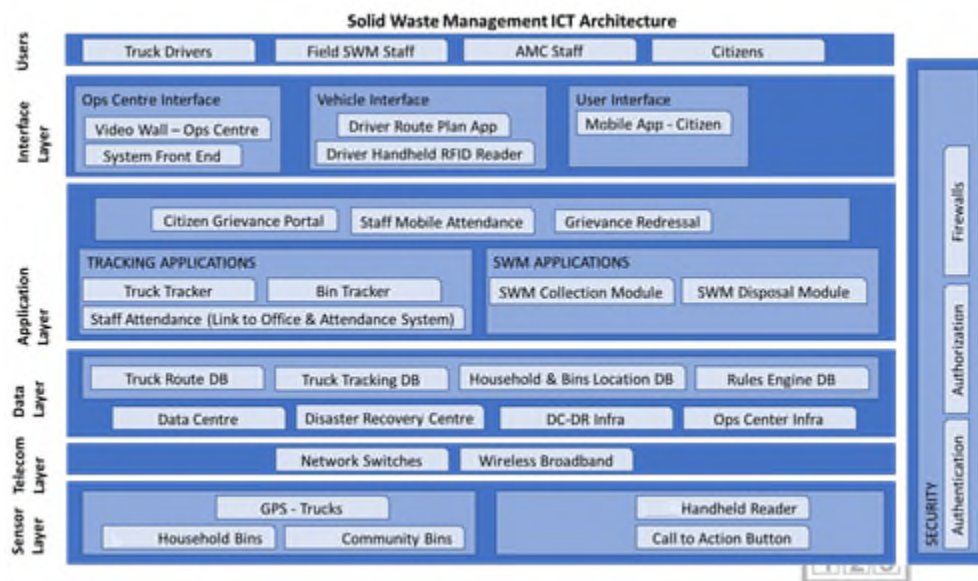 Solid Waste Management ICT Architecture
Users
Truck Drivers
Field SWM Staff
AMC Staff
Citizens
Interface
Layer
Ops Centre Interface
Video Wall – Ops Centre
System Front End
Vehicle Interface
Driver Route Plan App
Driver Handheld RFID Reader
User Interface
Mobile App - Citizen
Application
Layer
Citizen Grievance Portal
Staff Mobile Attendance
Grievance Redressal
TRACKING APPLICATIONS
Truck Tracker
Bin Tracker
Staff Attendance (Link to Office & Attendance System)
SWM APPLICATIONS
SWM Collection Module
SWM Disposal Module
Data
Layer
Truck Route DB
Truck Tracking DB
Household & Bins Location DB
Rules Engine DB
Data Centre
Disaster Recovery Centre
DC-DR Infra
Ops Center Infra
Telecom
Layer
Network Switches
Wireless Broadband
Sensor
Layer
GPS - Trucks
Household Bins
Community Bins
Handheld Reader
Call to Action Button
SECURITY
Firewalls
Authorization
Authentication